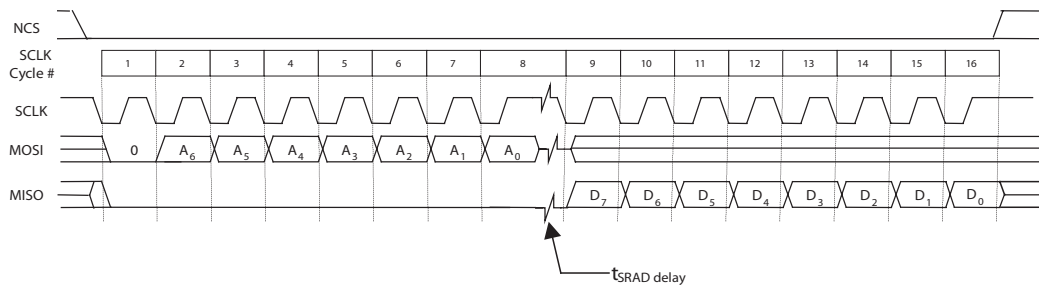 NCS
SCLK
Cycle #
1 2 3 4 5 6 7 8 9 10 11 12 13 14 15 16
SCLK
MOSI 0 A6 A5 A4 A3 A2 A1 A0
MISO D7 D6 D5 D4 D3 D2 D1 D0
tSRAD delay